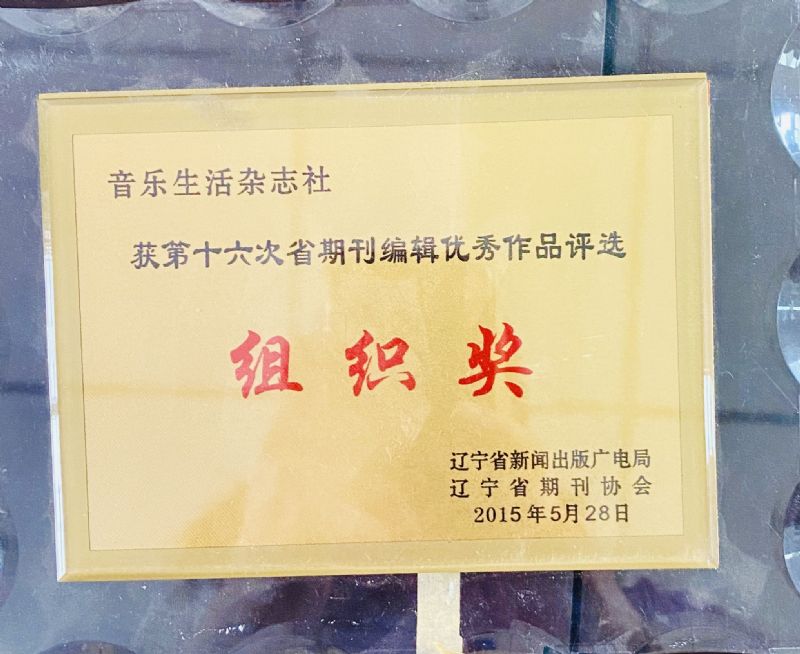 音乐生活杂志社
获第十六次省期刊编辑优秀作品评选
组织奖
辽宁省新闻出版广电局
辽宁省期刊协会
2015年5月28日